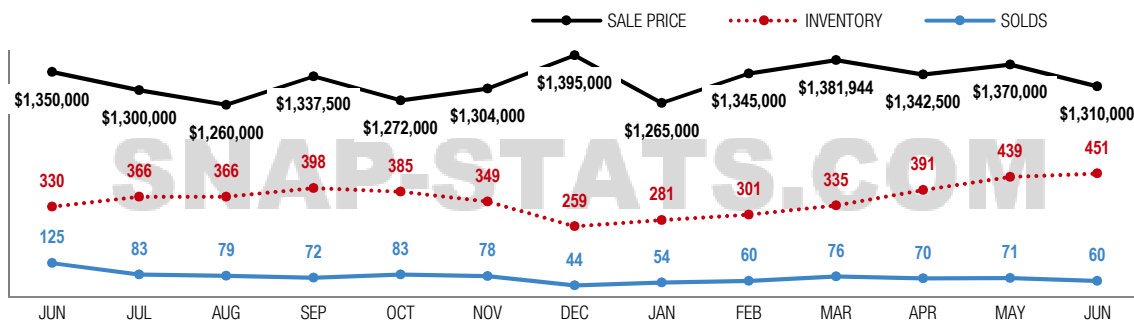 SALE PRICE INVENTORY SOLDS
$1,350,000 $1,300,000 $1,260,000 $1,337,500 $1,272,000 $1,304,000 $1,395,000 $1,265,000 $1,345,000 $1,381,944 $1,342,500 $1,370,000 $1,310,000
SNAP-STATS.COM
330 366 366 398 385 349 259 281 301 335 391 439 451
125 83 79 72 83 78 44 54 60 76 70 71 60
JUN JUL AUG SEP OCT NOV DEC JAN FEB MAR APR MAY JUN